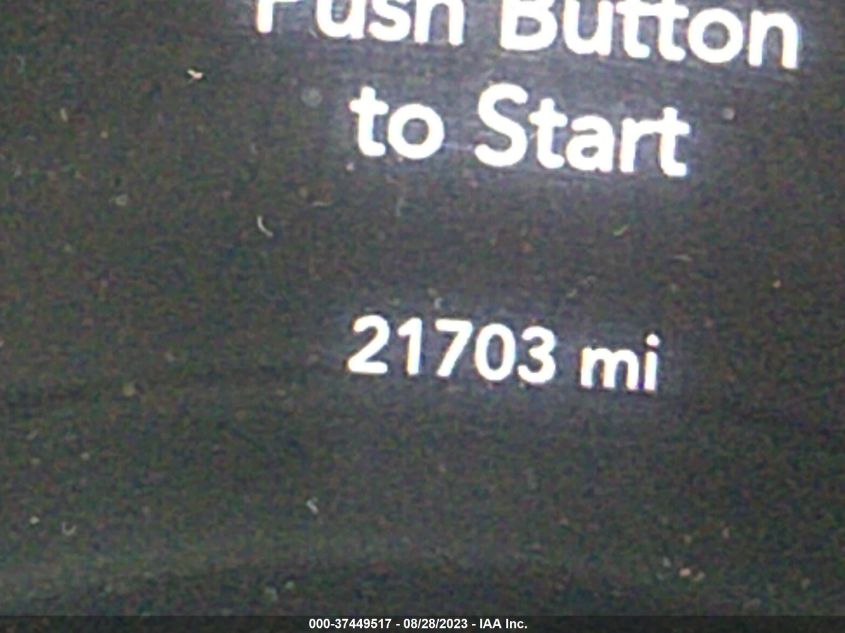 Push Button
to Start
21703 mi
000-37449517 - 08/28/2023 - IAA Inc.